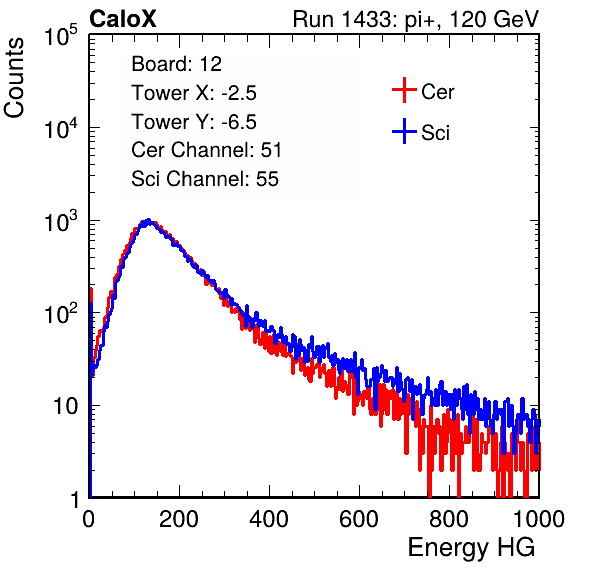 CaloX Run 1433: pi+, 120 GeV
Counts
Board: 12
Tower X: -2.5
Tower Y: -6.5
Cer Channel: 51
Sci Channel: 55
Cer
Sci
10^5
10^4
10^3
10^2
10
1
0 200 400 600 800 1000
Energy HG